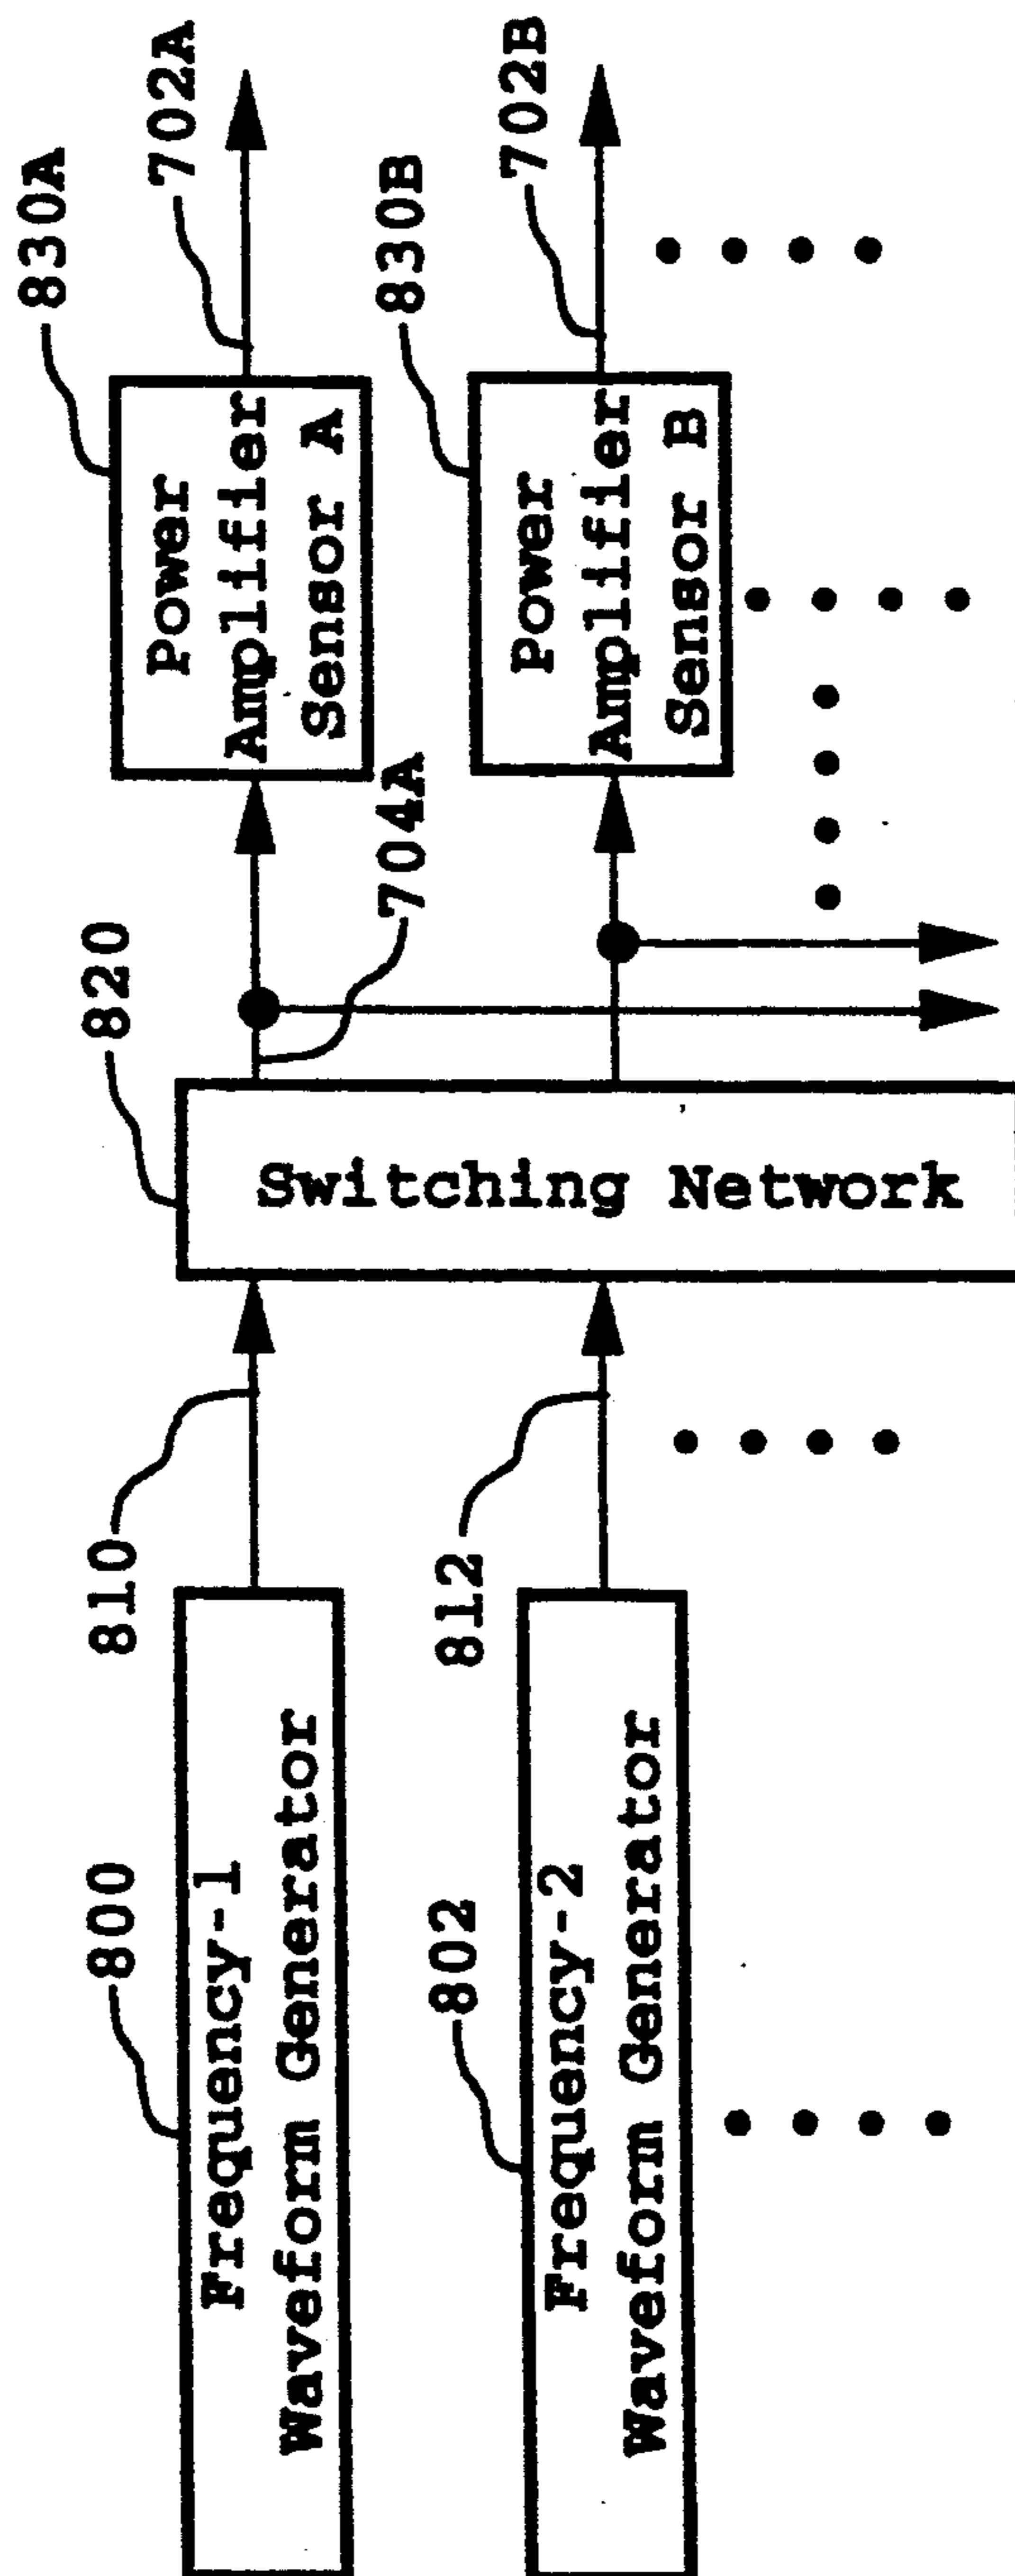 800
Frequency-1
Waveform Generator
810
820
Switching Network
704A
830A
Power
Amplifier
Sensor A
702A
802
Frequency-2
Waveform Generator
812
830B
Power
Amplifier
Sensor B
702B